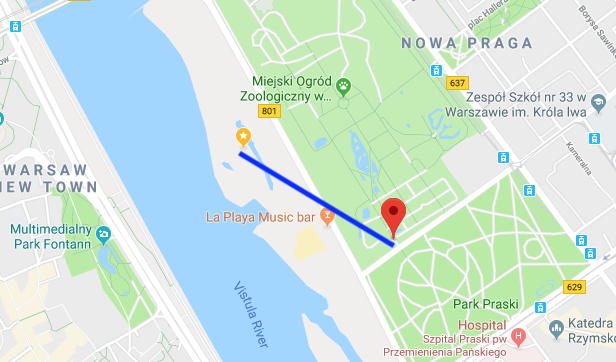 plac Hallera
Borysa Sawink
NOWA PRAGA
637
Miejski Ogród
Zoologiczny w...
801
Zespół Szkół nr 33 w
Warszawie im. Króla lwa
Kameralna
WARSAW
NEW TOWN
La Playa Music bar
Multimedialny
Park Fontann
Vistula River
629
Park Praski
Hospital
Szpital Praski pw
Przemienienia Pańskiego
Katedra
Rzymsk